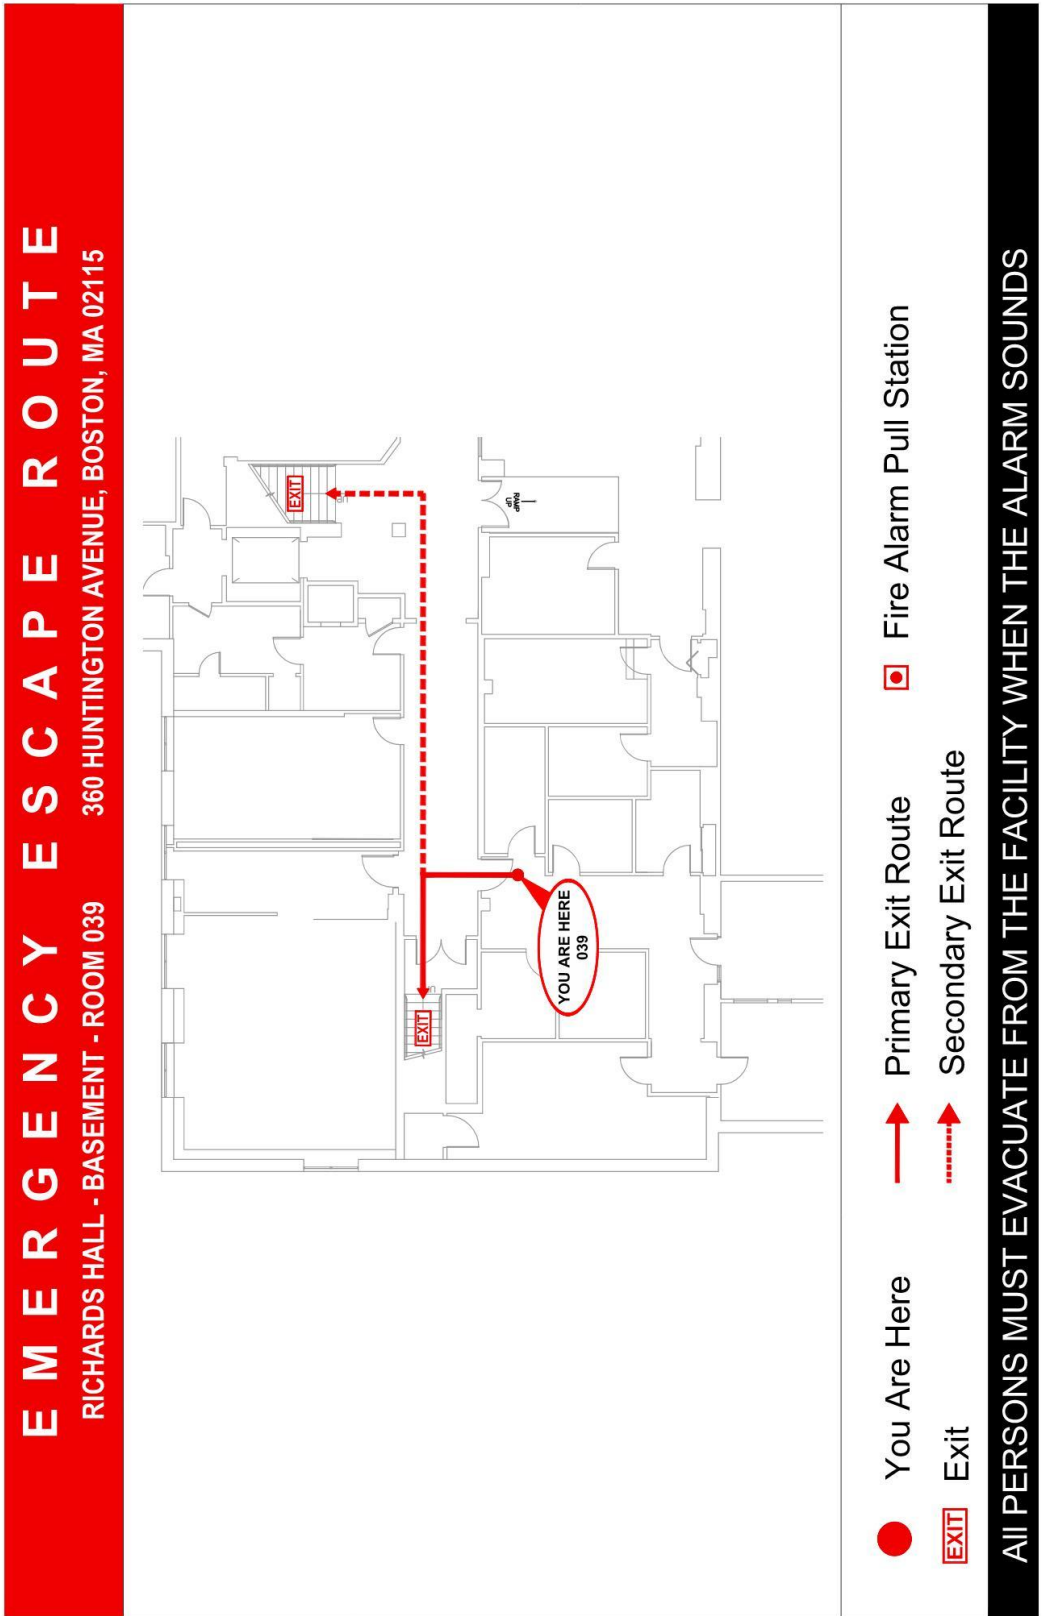 EMERGENCY ESCAPE ROUTE
RICHARDS HALL - BASEMENT - ROOM 039 360 HUNTINGTON AVENUE, BOSTON, MA 02115
EXIT
UP
RAMP
UP
EXIT
YOU ARE HERE
039
You Are Here
Primary Exit Route
Fire Alarm Pull Station
EXIT
Exit
Secondary Exit Route
All PERSONS MUST EVACUATE FROM THE FACILITY WHEN THE ALARM SOUNDS